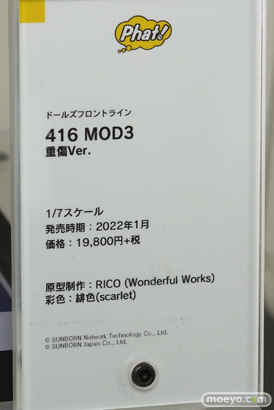 Phat!
ドールズフロントライン
416 MOD3
重傷Ver.
1/7スケール
発売時期：2022年1月
価格：19,800円+税
原型制作：RICO (Wonderful Works)
彩色：緋色(scarlet)
© SUNBORN Network Technology Co., Ltd.
© SUNBORN Japan Co., Ltd.
moeyo.com